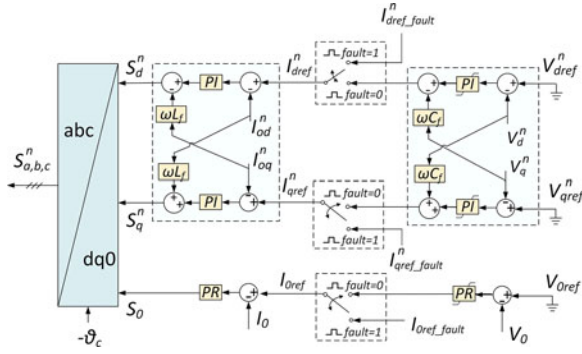 I^n_dref_fault
S^n_d
I^n_dref
fault=1
fault=0
V^n_dref
PI
PI
ωL_f
I^n_od
ωC_f
V^n_d
abc
S^n_a,b,c
ωL_f
I^n_oq
ωC_f
V^n_q
S^n_q
PI
I^n_qref
fault=0
fault=1
PI
V^n_qref
I^n_qref_fault
dq0
S_0
PR
I_0ref
fault=0
fault=1
PR
V_0ref
-ϑ_c
I_0
I_0ref_fault
V_0